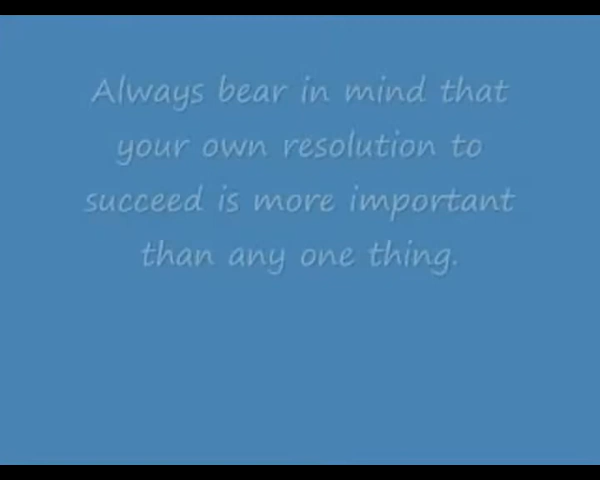 Always bear in mind that
your own resolution to
succeed is more important
than any one thing.